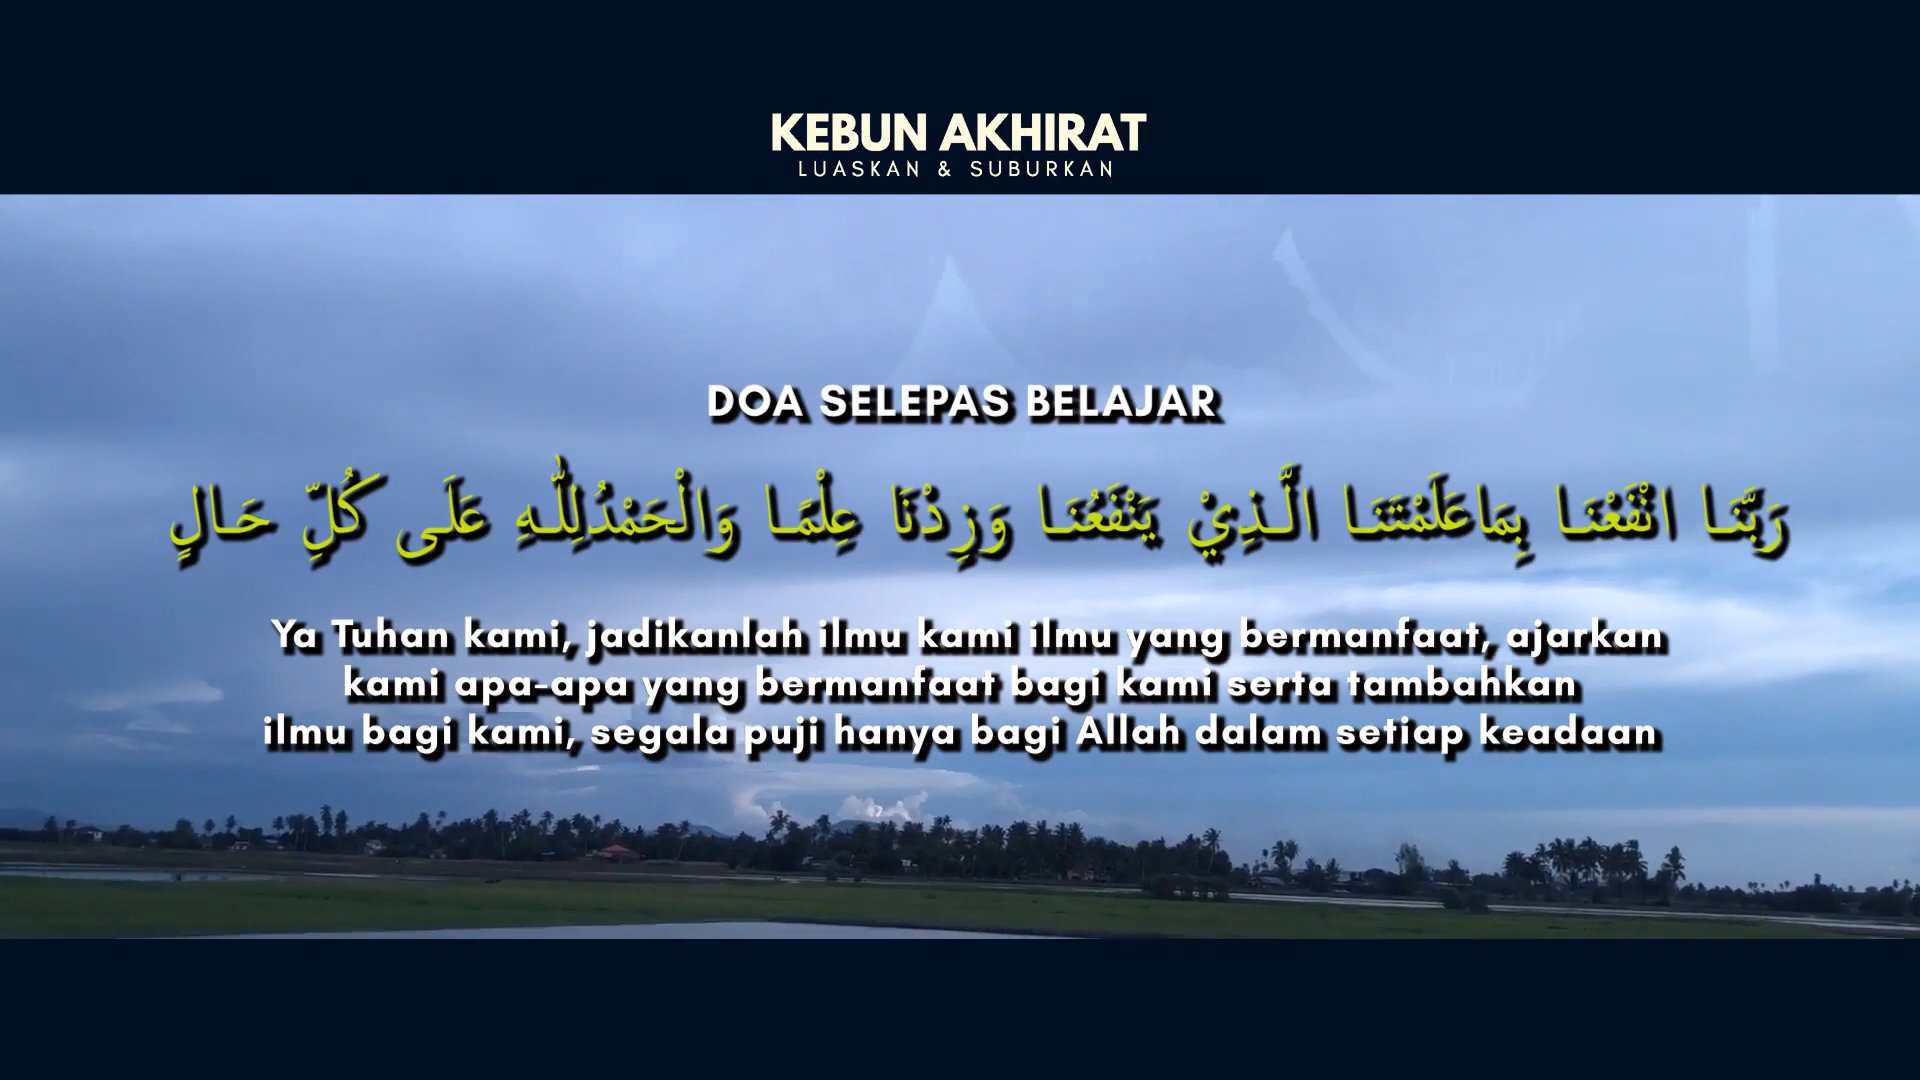 KEBUN AKHIRAT
LUASKAN & SUBURKAN
DOA SELEPAS BELAJAR
رَبَّنَا انْفَعْنَا بِمَاعَلَمْتَنَا الَّذِيْ يَنْفَعُنَا وَزِدْنَا عِلْمًا وَالْحَمْدُلِلّٰهِ عَلَى كُلِّ حَالٍ
Ya Tuhan kami, jadikanlah ilmu kami ilmu yang bermanfaat, ajarkan
kami apa-apa yang bermanfaat bagi kami serta tambahkan
ilmu bagi kami, segala puji hanya bagi Allah dalam setiap keadaan